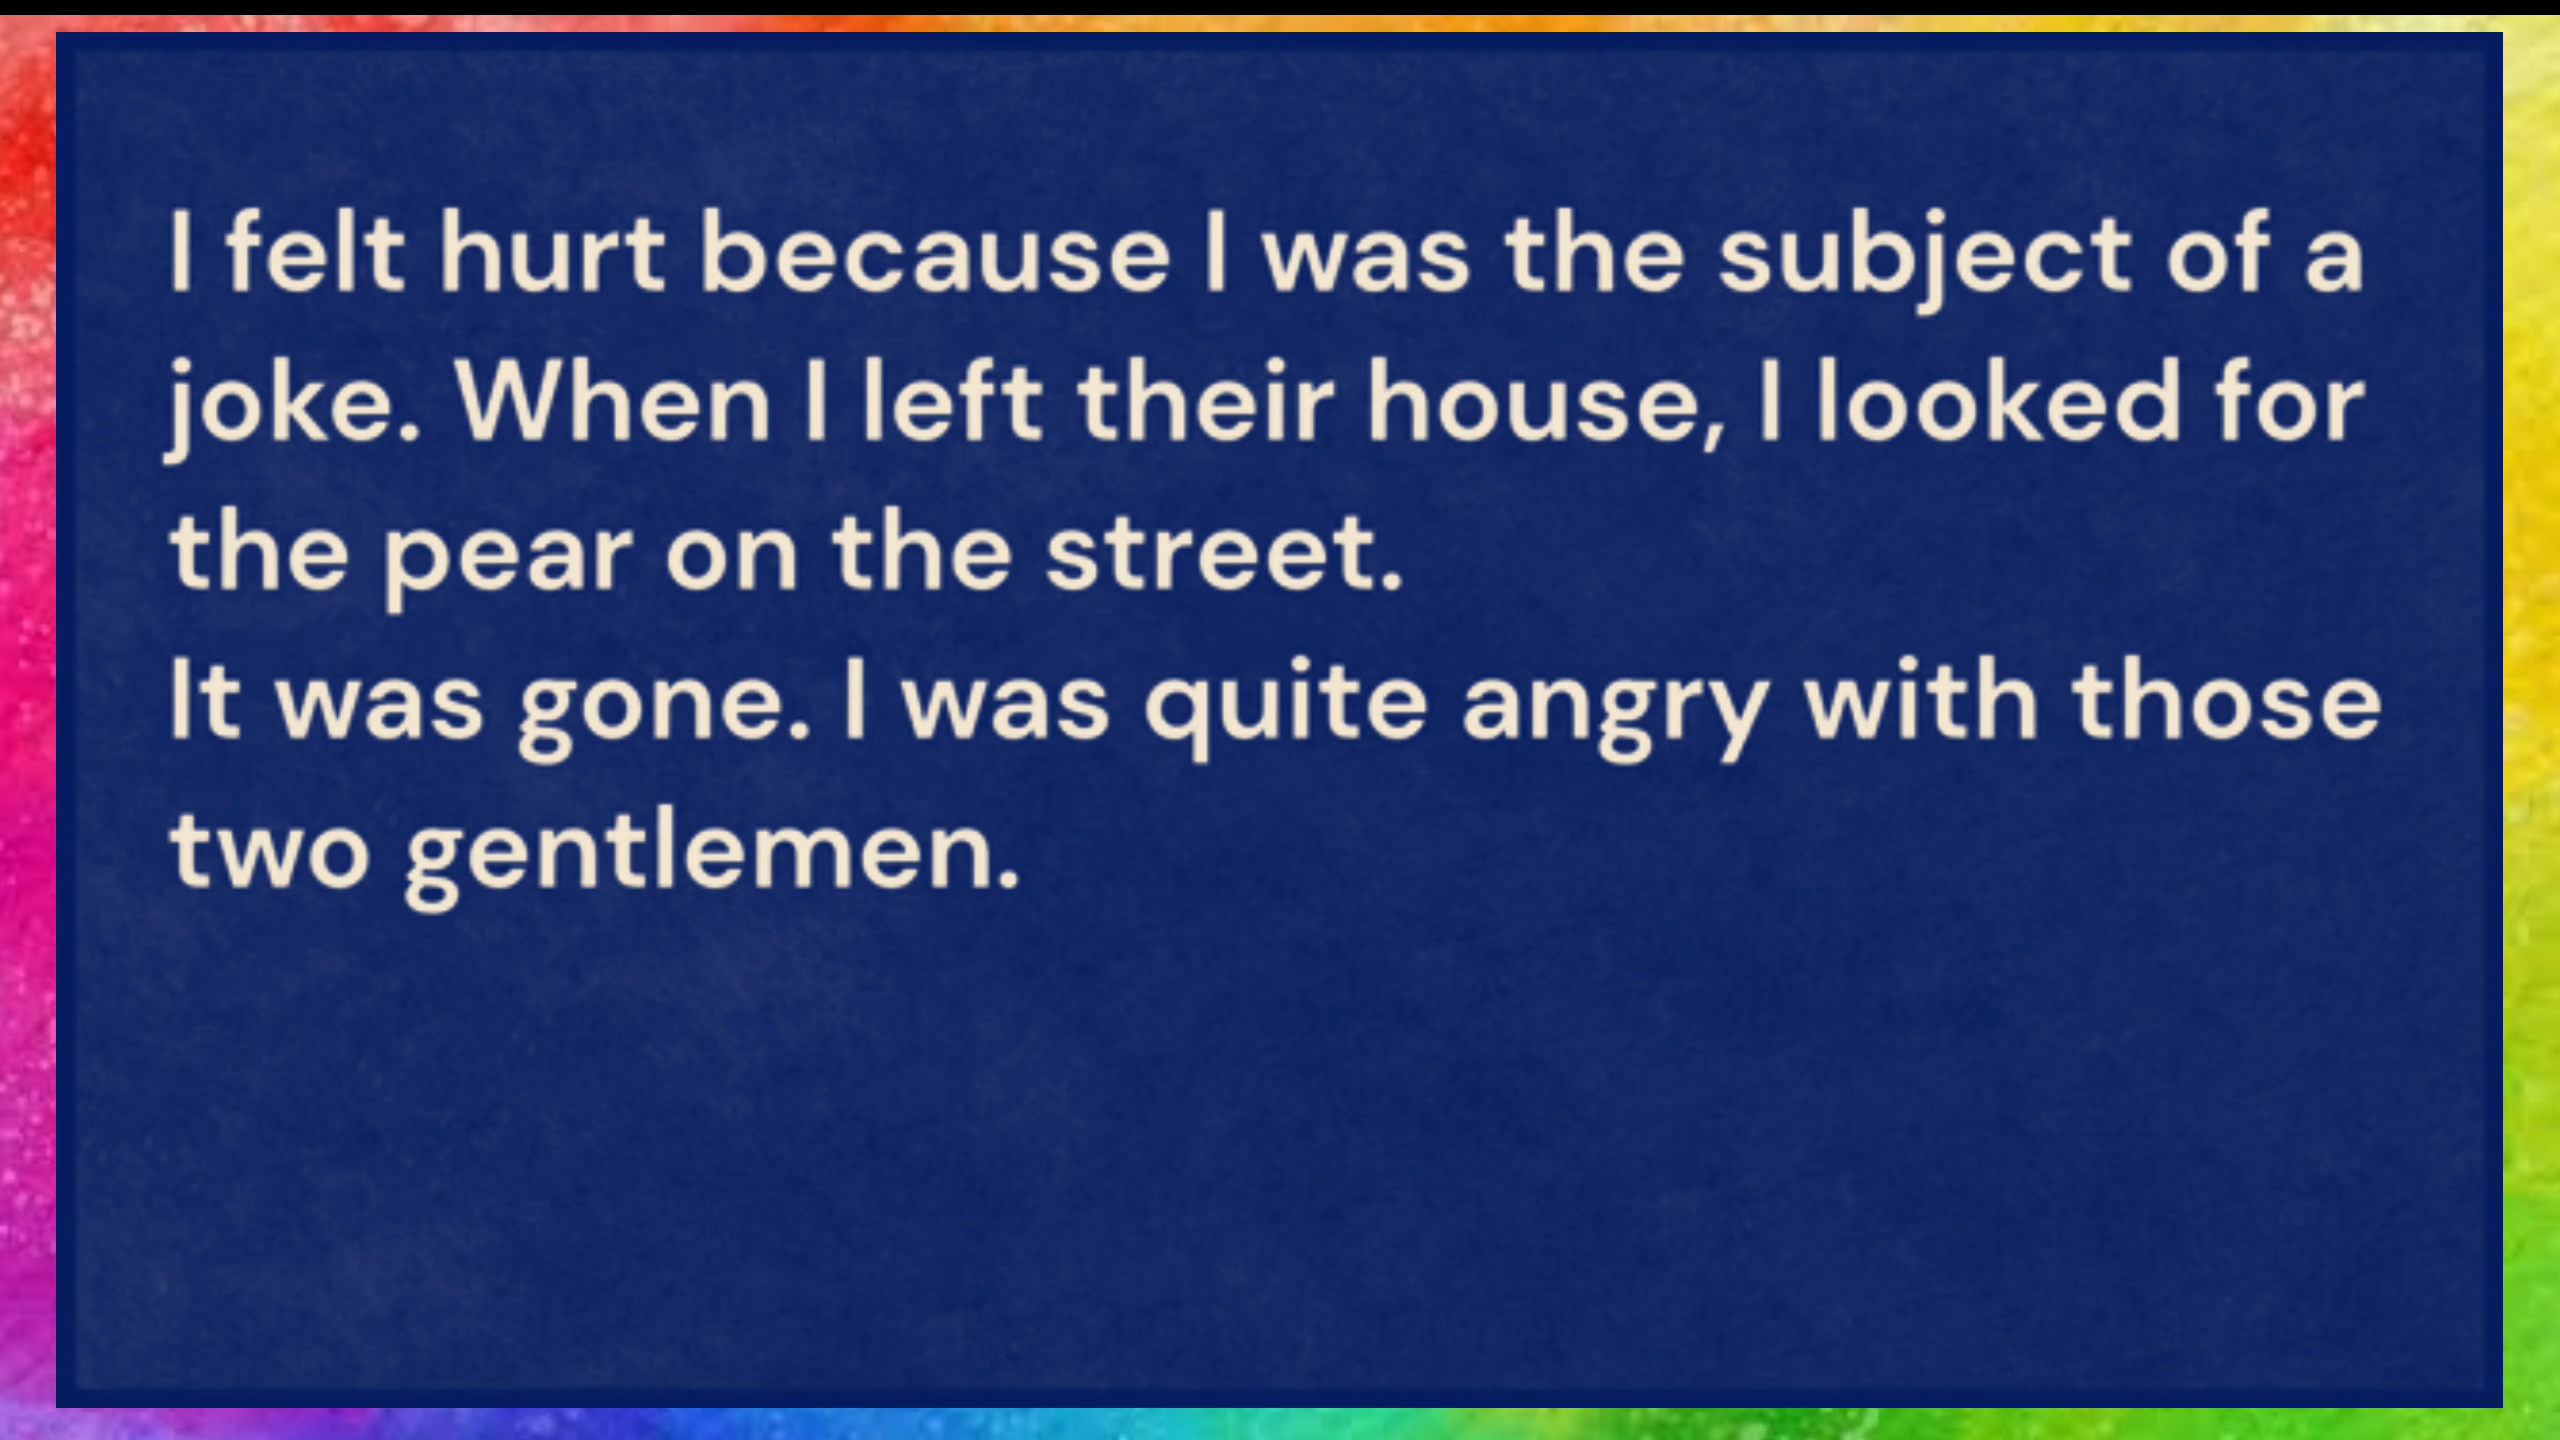 I felt hurt because I was the subject of a
joke. When I left their house, I looked for
the pear on the street.
It was gone. I was quite angry with those
two gentlemen.